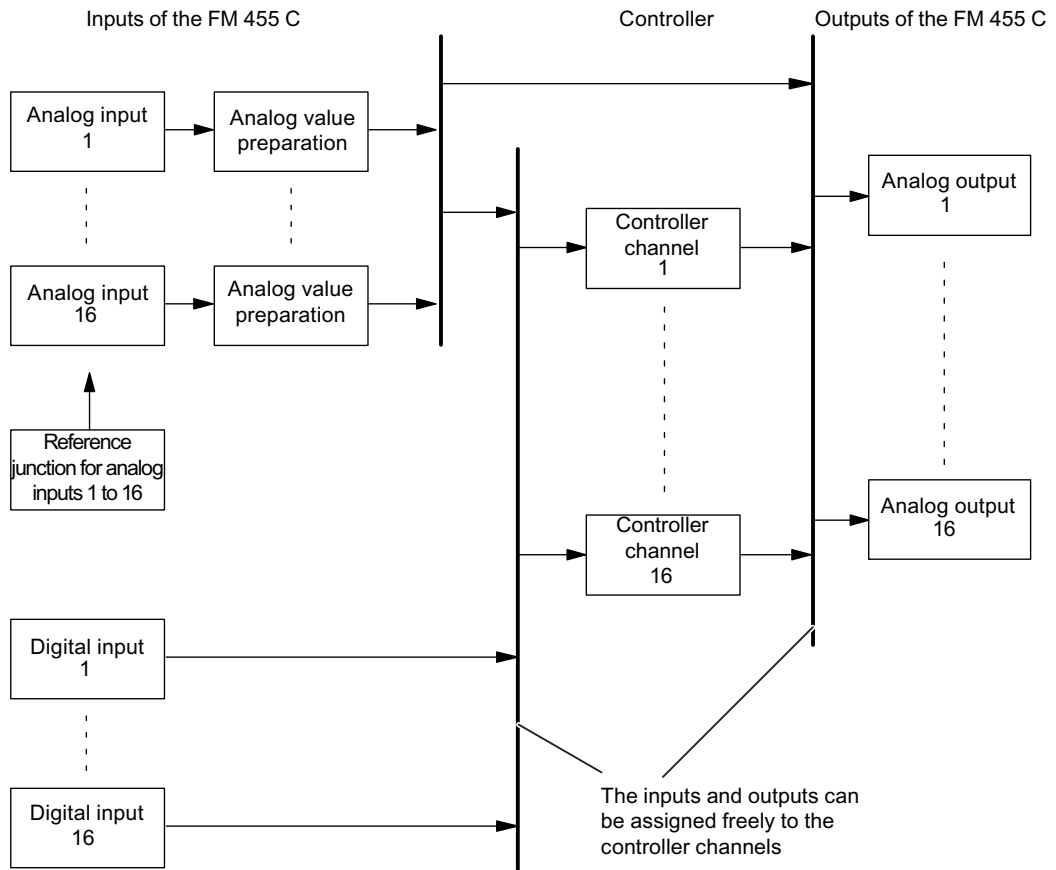 Inputs of the FM 455 C
Controller
Outputs of the FM 455 C
Analog input
1
Analog value
preparation
Analog input
16
Analog value
preparation
Reference
junction for analog
inputs 1 to 16
Digital input
1
Digital input
16
Controller
channel
1
Controller
channel
16
Analog output
1
Analog output
16
The inputs and outputs can
be assigned freely to the
controller channels